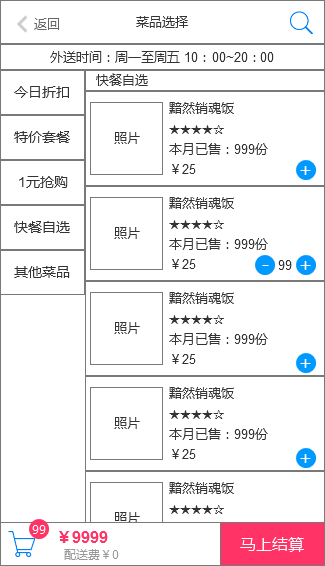 返回
菜品选择
外送时间：周一至周五 10：00~20：00
今日折扣
特价套餐
1元抢购
快餐自选
其他菜品
快餐自选
照片
黯然销魂饭
★★★★☆
本月已售：999份
￥25
+
照片
黯然销魂饭
★★★★☆
本月已售：999份
￥25
- 99 +
照片
黯然销魂饭
★★★★☆
本月已售：999份
￥25
+
照片
黯然销魂饭
★★★★☆
本月已售：999份
￥25
+
照片
黯然销魂饭
★★★★☆
99
￥9999
配送费￥0
马上结算